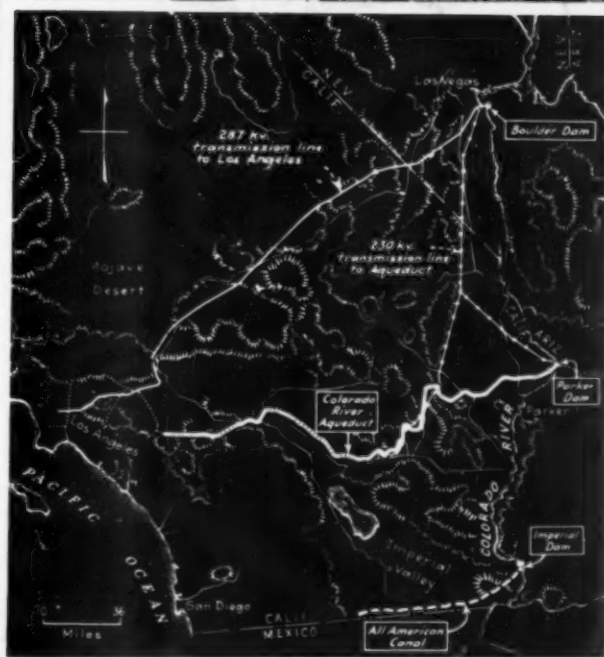 Las Vegas
NEV.
CALIF.
Boulder Dam
287 kv.
transmission line
to Los Angeles
230 kv.
transmission line
to Aqueduct
Mojave
Desert
CALIF.
ARIZ.
Parker
Dam
Parker
Colorado
River
Aqueduct
Los Angeles
COLORADO RIVER
PACIFIC OCEAN
Imperial
Dam
Imperial
Valley
San Diego
0
Miles
CALIF.
MEXICO
All American
Canal